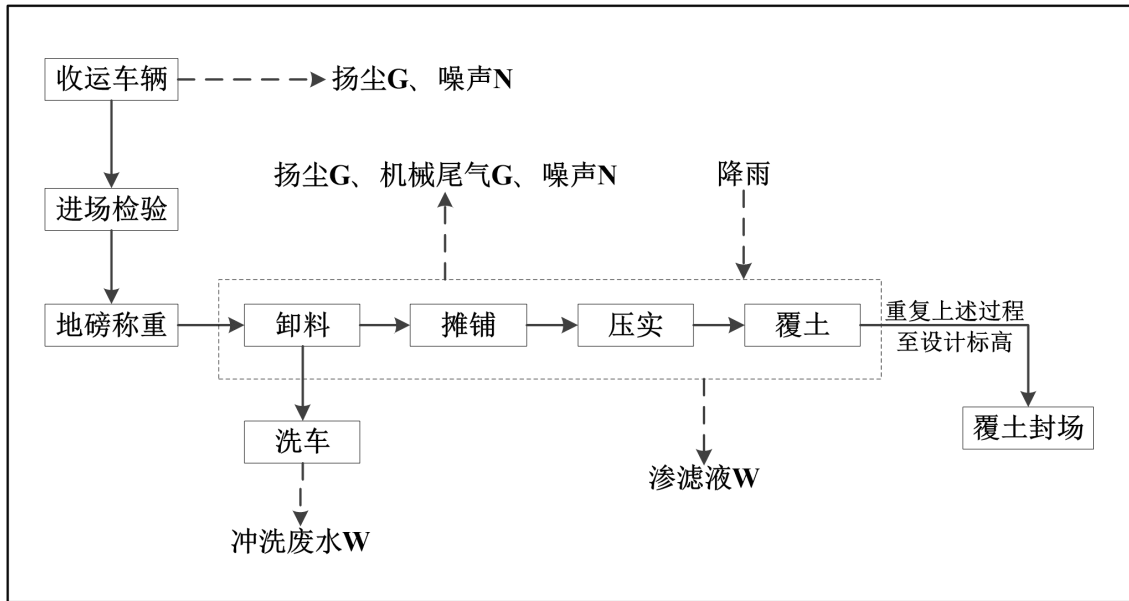 收运车辆
扬尘G、噪声N
扬尘G、机械尾气G、噪声N
降雨
进场检验
地磅称重
卸料
摊铺
压实
覆土
重复上述过程
至设计标高
洗车
覆土封场
渗滤液W
冲洗废水W